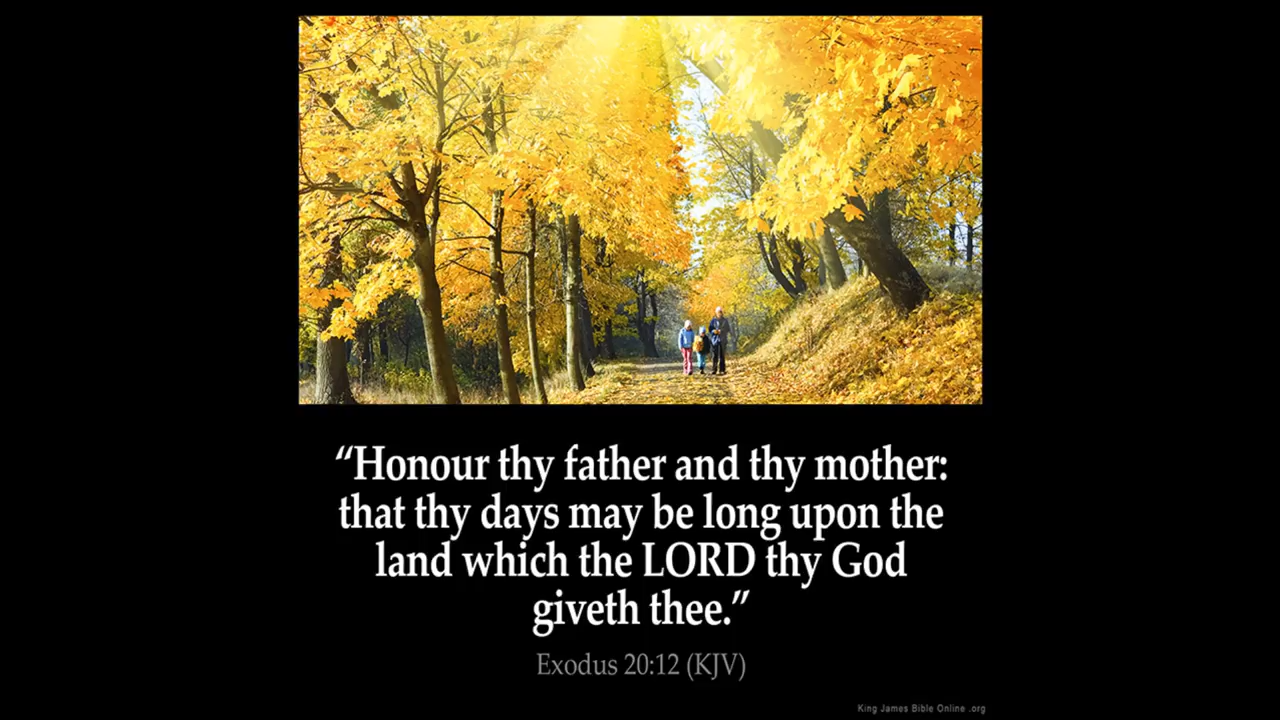 “Honour thy father and thy mother:
that thy days may be long upon the
land which the LORD thy God
giveth thee.”
Exodus 20:12 (KJV)
King James Bible Online .org